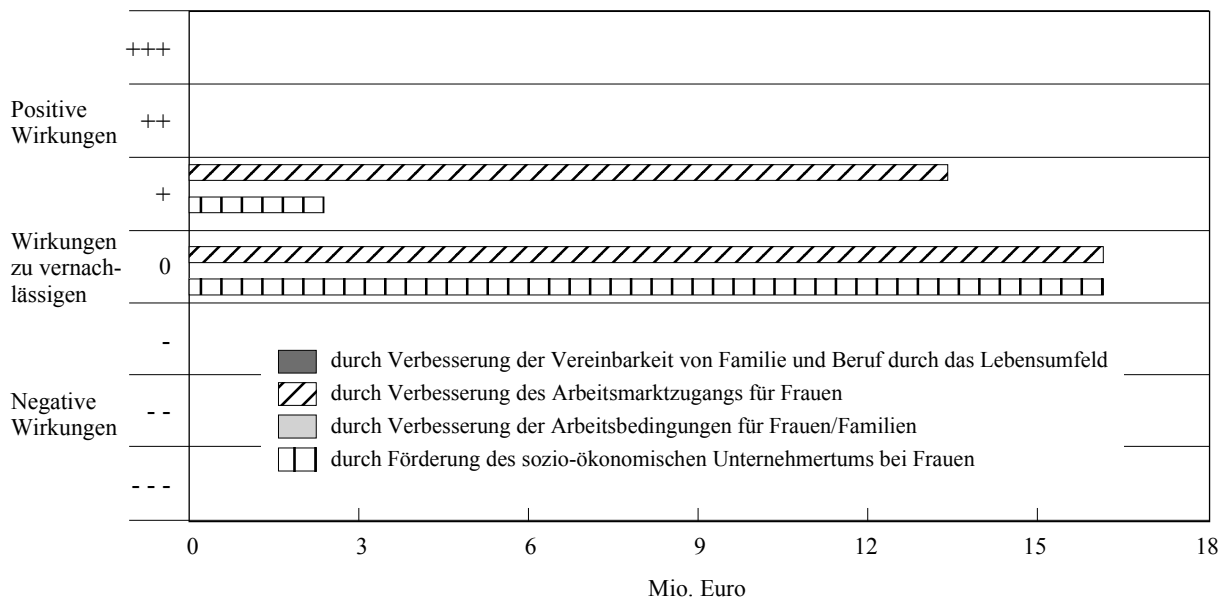 +++
Positive
Wirkungen
++
+
Wirkungen
zu vernach-
lässigen
0
-
Negative
Wirkungen
- -
- - -
durch Verbesserung der Vereinbarkeit von Familie und Beruf durch das Lebensumfeld
durch Verbesserung des Arbeitsmarktzugangs für Frauen
durch Verbesserung der Arbeitsbedingungen für Frauen/Familien
durch Förderung des sozio-ökonomischen Unternehmertums bei Frauen
0 3 6 9 12 15 18
Mio. Euro